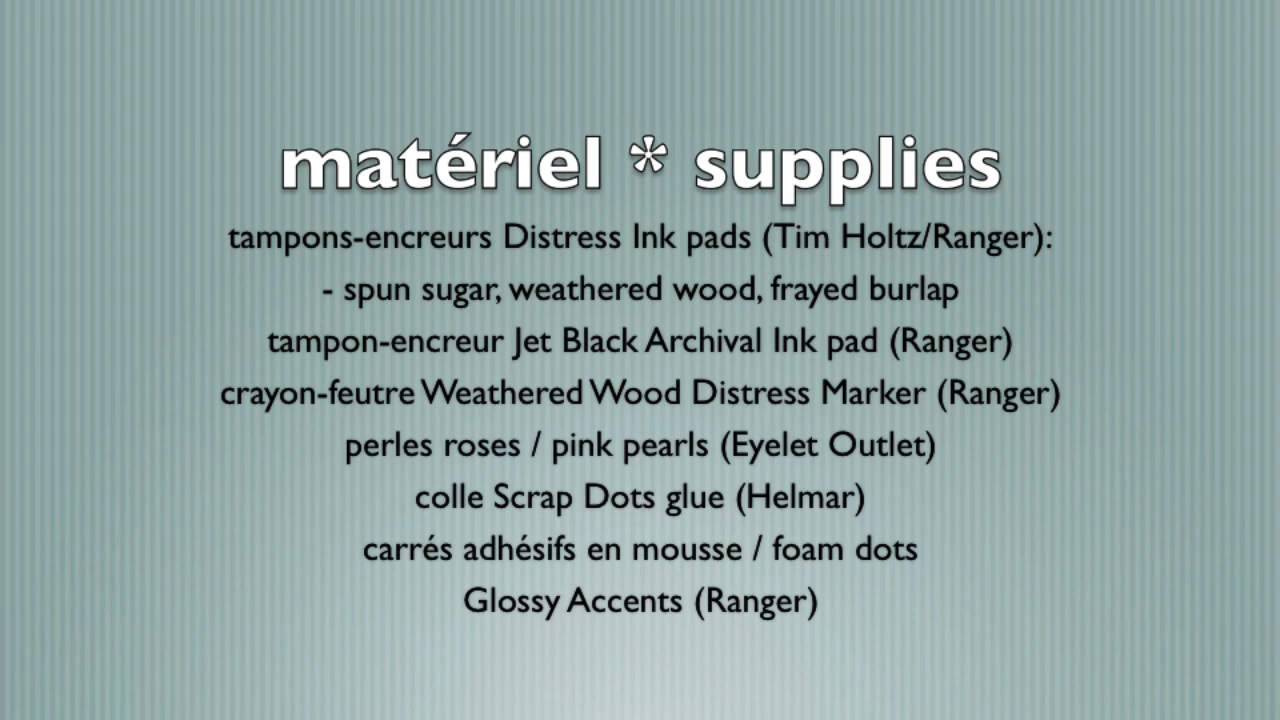 matériel * supplies
tampons-encreurs Distress Ink pads (Tim Holtz/Ranger):
- spun sugar, weathered wood, frayed burlap
tampon-encreur Jet Black Archival Ink pad (Ranger)
crayon-feutre Weathered Wood Distress Marker (Ranger)
perles roses / pink pearls (Eyelet Outlet)
colle Scrap Dots glue (Helmar)
carrés adhésifs en mousse / foam dots
Glossy Accents (Ranger)